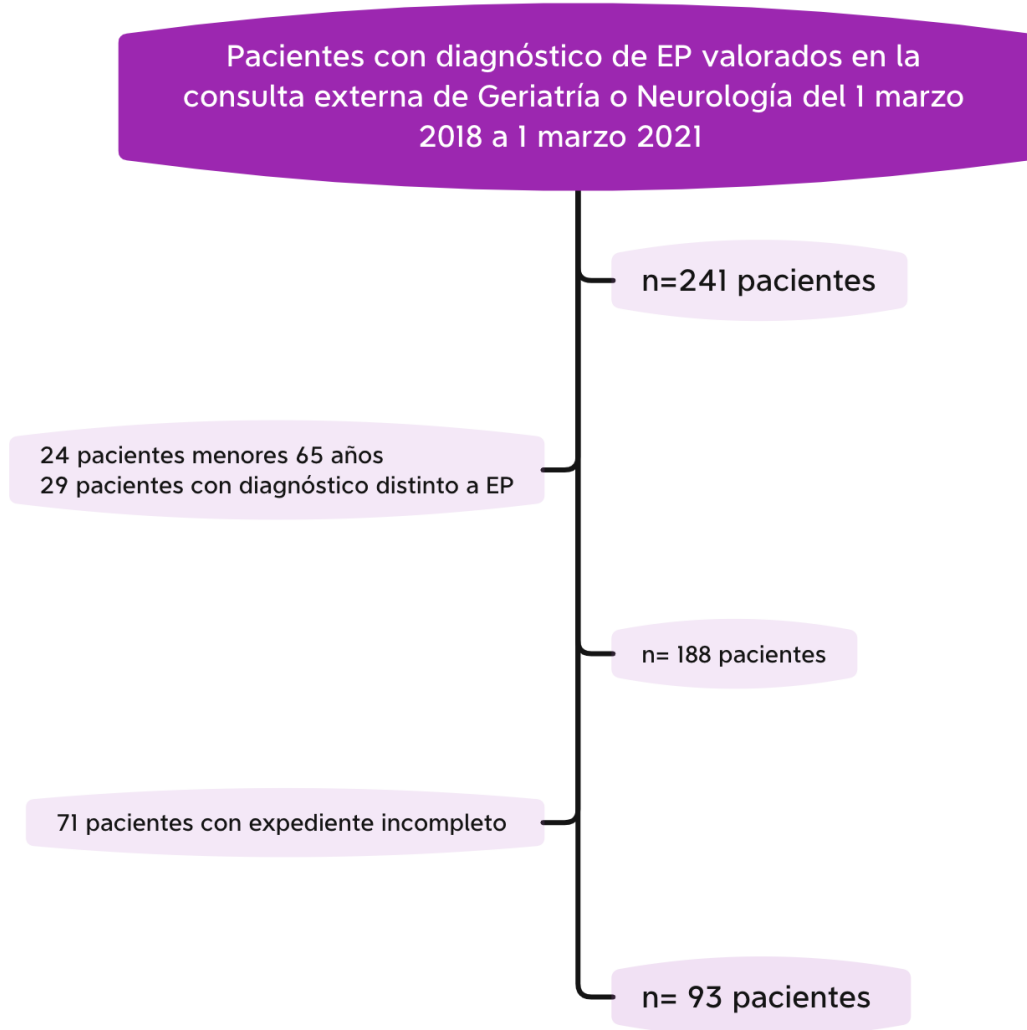 Pacientes con diagnóstico de EP valorados en la
consulta externa de Geriatría o Neurología del 1 marzo
2018 a 1 marzo 2021
n=241 pacientes
24 pacientes menores 65 años
29 pacientes con diagnóstico distinto a EP
n= 188 pacientes
71 pacientes con expediente incompleto
n= 93 pacientes